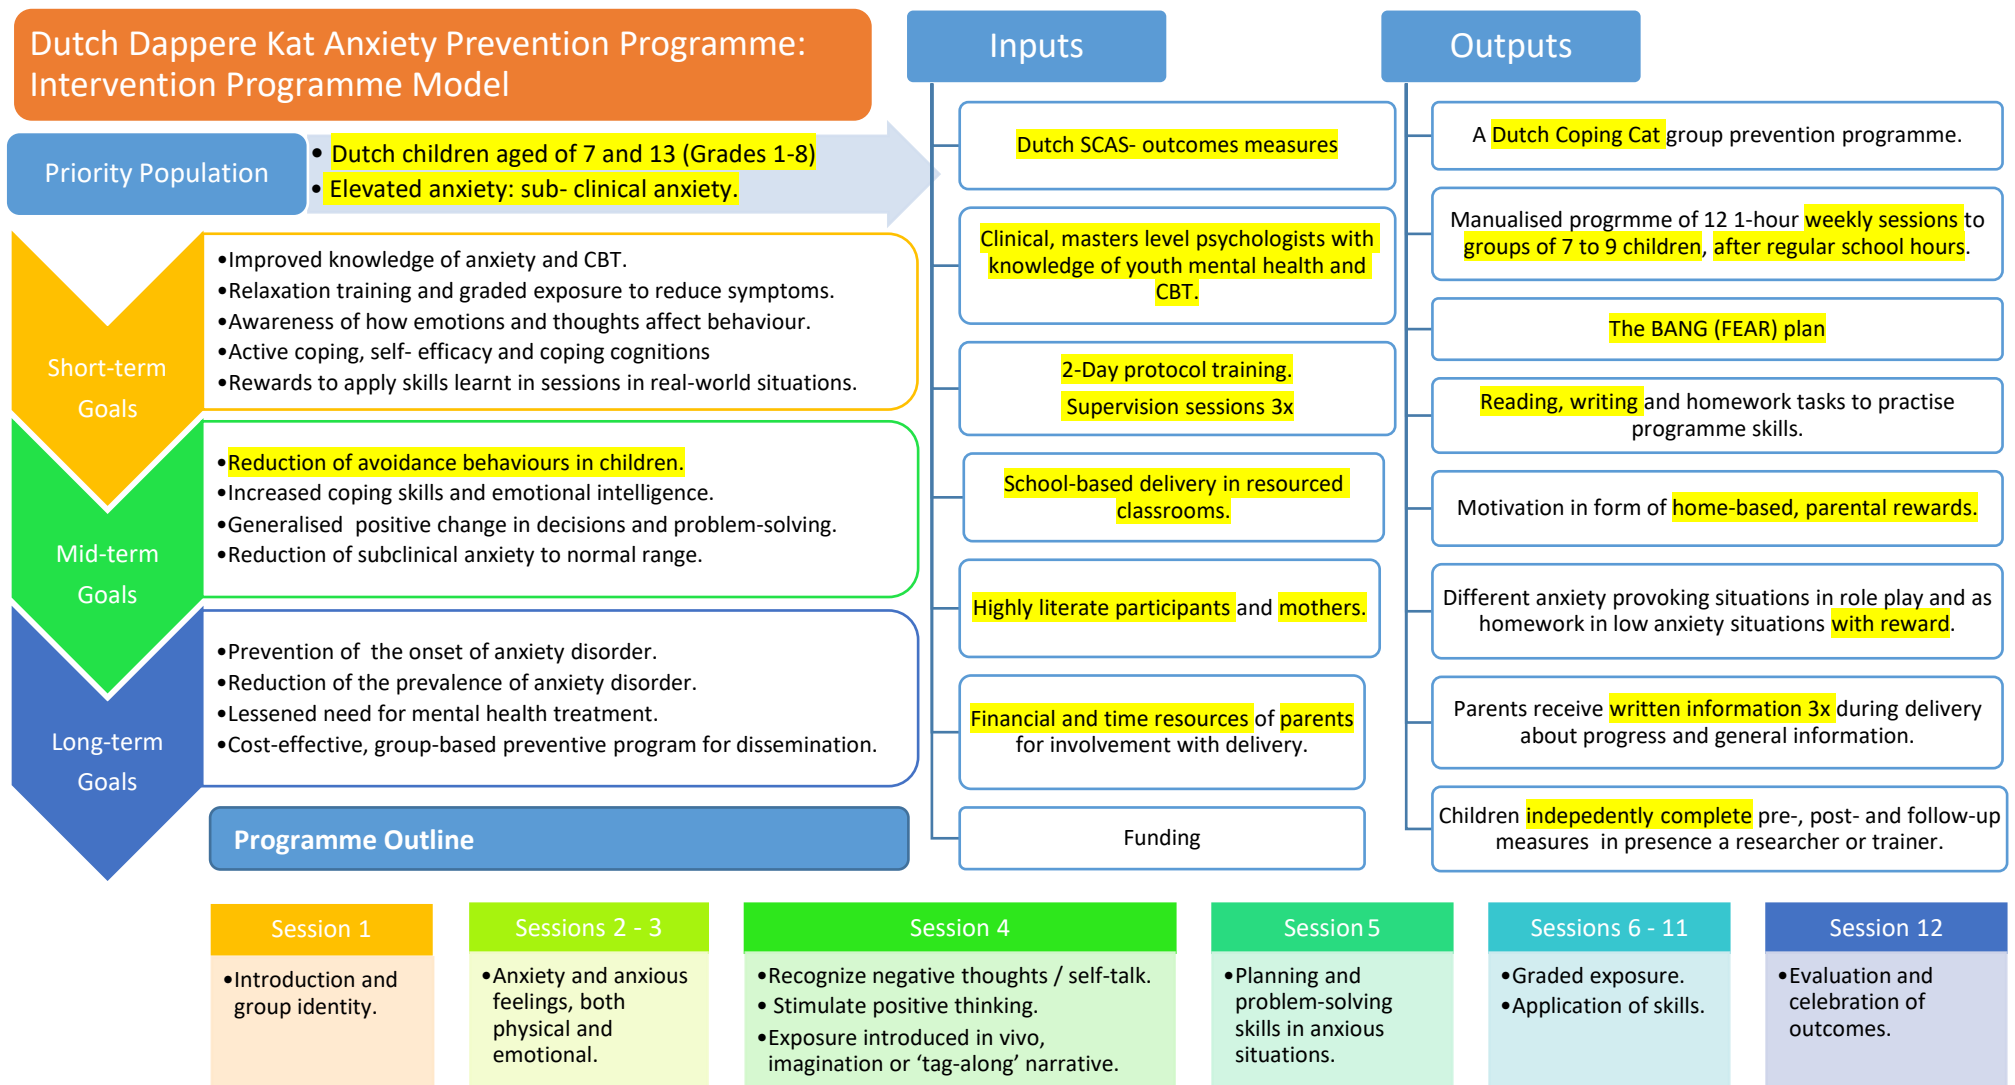 Dutch Dappere Kat Anxiety Prevention Programme:
Intervention Programme Model
Priority Population
• Dutch children aged of 7 and 13 (Grades 1-8)
• Elevated anxiety: sub- clinical anxiety.
Short-term
Goals
•Improved knowledge of anxiety and CBT.
•Relaxation training and graded exposure to reduce symptoms.
•Awareness of how emotions and thoughts affect behaviour.
•Active coping, self- efficacy and coping cognitions
•Rewards to apply skills learnt in sessions in real-world situations.
Mid-term
Goals
•Reduction of avoidance behaviours in children.
•Increased coping skills and emotional intelligence.
•Generalised positive change in decisions and problem-solving.
•Reduction of subclinical anxiety to normal range.
Long-term
Goals
•Prevention of the onset of anxiety disorder.
•Reduction of the prevalence of anxiety disorder.
•Lessened need for mental health treatment.
•Cost-effective, group-based preventive program for dissemination.
Inputs
Dutch SCAS- outcomes measures
Clinical, masters level psychologists with
knowledge of youth mental health and
CBT.
2-Day protocol training.
Supervision sessions 3x
School-based delivery in resourced
classrooms.
Highly literate participants and mothers.
Financial and time resources of parents
for involvement with delivery.
Funding
Outputs
A Dutch Coping Cat group prevention programme.
Manualised progrmme of 12 1-hour weekly sessions to
groups of 7 to 9 children, after regular school hours.
The BANG (FEAR) plan
Reading, writing and homework tasks to practise
programme skills.
Motivation in form of home-based, parental rewards.
Different anxiety provoking situations in role play and as
homework in low anxiety situations with reward.
Parents receive written information 3x during delivery
about progress and general information.
Children indepedently complete pre-, post- and follow-up
measures in presence a researcher or trainer.
Programme Outline
Session 1
•Introduction and
group identity.
Sessions 2 - 3
•Anxiety and anxious
feelings, both
physical and
emotional.
Session 4
•Recognize negative thoughts / self-talk.
• Stimulate positive thinking.
•Exposure introduced in vivo,
imagination or ‘tag-along’ narrative.
Session 5
•Planning and
problem-solving
skills in anxious
situations.
Sessions 6 - 11
•Graded exposure.
•Application of skills.
Session 12
•Evaluation and
celebration of
outcomes.